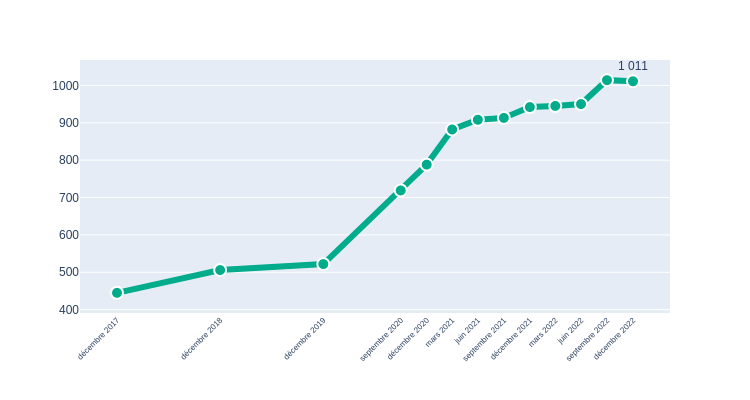 1 011
1000
900
800
700
600
500
400
décembre 2017
décembre 2018
décembre 2019
septembre 2020
décembre 2020
mars 2021
juin 2021
septembre 2021
décembre 2021
mars 2022
juin 2022
septembre 2022
décembre 2022